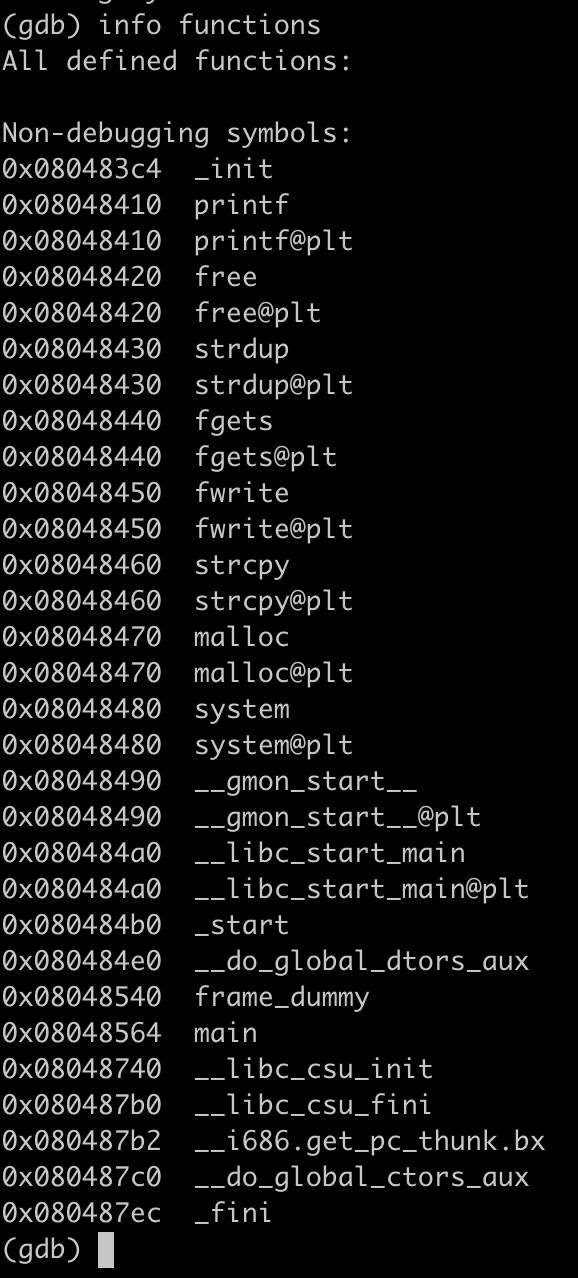 (gdb) info functions
All defined functions:
Non-debugging symbols:
0x080483c4  _init
0x08048410  printf
0x08048410  printf@plt
0x08048420  free
0x08048420  free@plt
0x08048430  strdup
0x08048430  strdup@plt
0x08048440  fgets
0x08048440  fgets@plt
0x08048450  fwrite
0x08048450  fwrite@plt
0x08048460  strcpy
0x08048460  strcpy@plt
0x08048470  malloc
0x08048470  malloc@plt
0x08048480  system
0x08048480  system@plt
0x08048490  __gmon_start__
0x08048490  __gmon_start__@plt
0x080484a0  __libc_start_main
0x080484a0  __libc_start_main@plt
0x080484b0  _start
0x080484e0  __do_global_dtors_aux
0x08048540  frame_dummy
0x08048564  main
0x08048740  __libc_csu_init
0x080487b0  __libc_csu_fini
0x080487b2  __i686.get_pc_thunk.bx
0x080487c0  __do_global_ctors_aux
0x080487ec  _fini
(gdb)